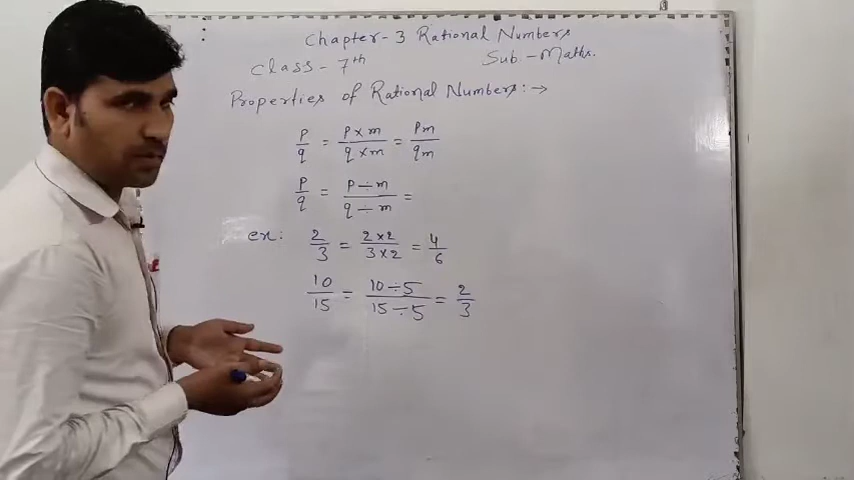 Chapter-3 Rational Numbers
Class-7th Sub-Maths.
Properties of Rational Numbers:→
p/q = p×m/q×m = pm/qm
p/q = p÷m/q÷m =
ex: 2/3 = 2×2/3×2 = 4/6
10/15 = 10÷5/15÷5 = 2/3